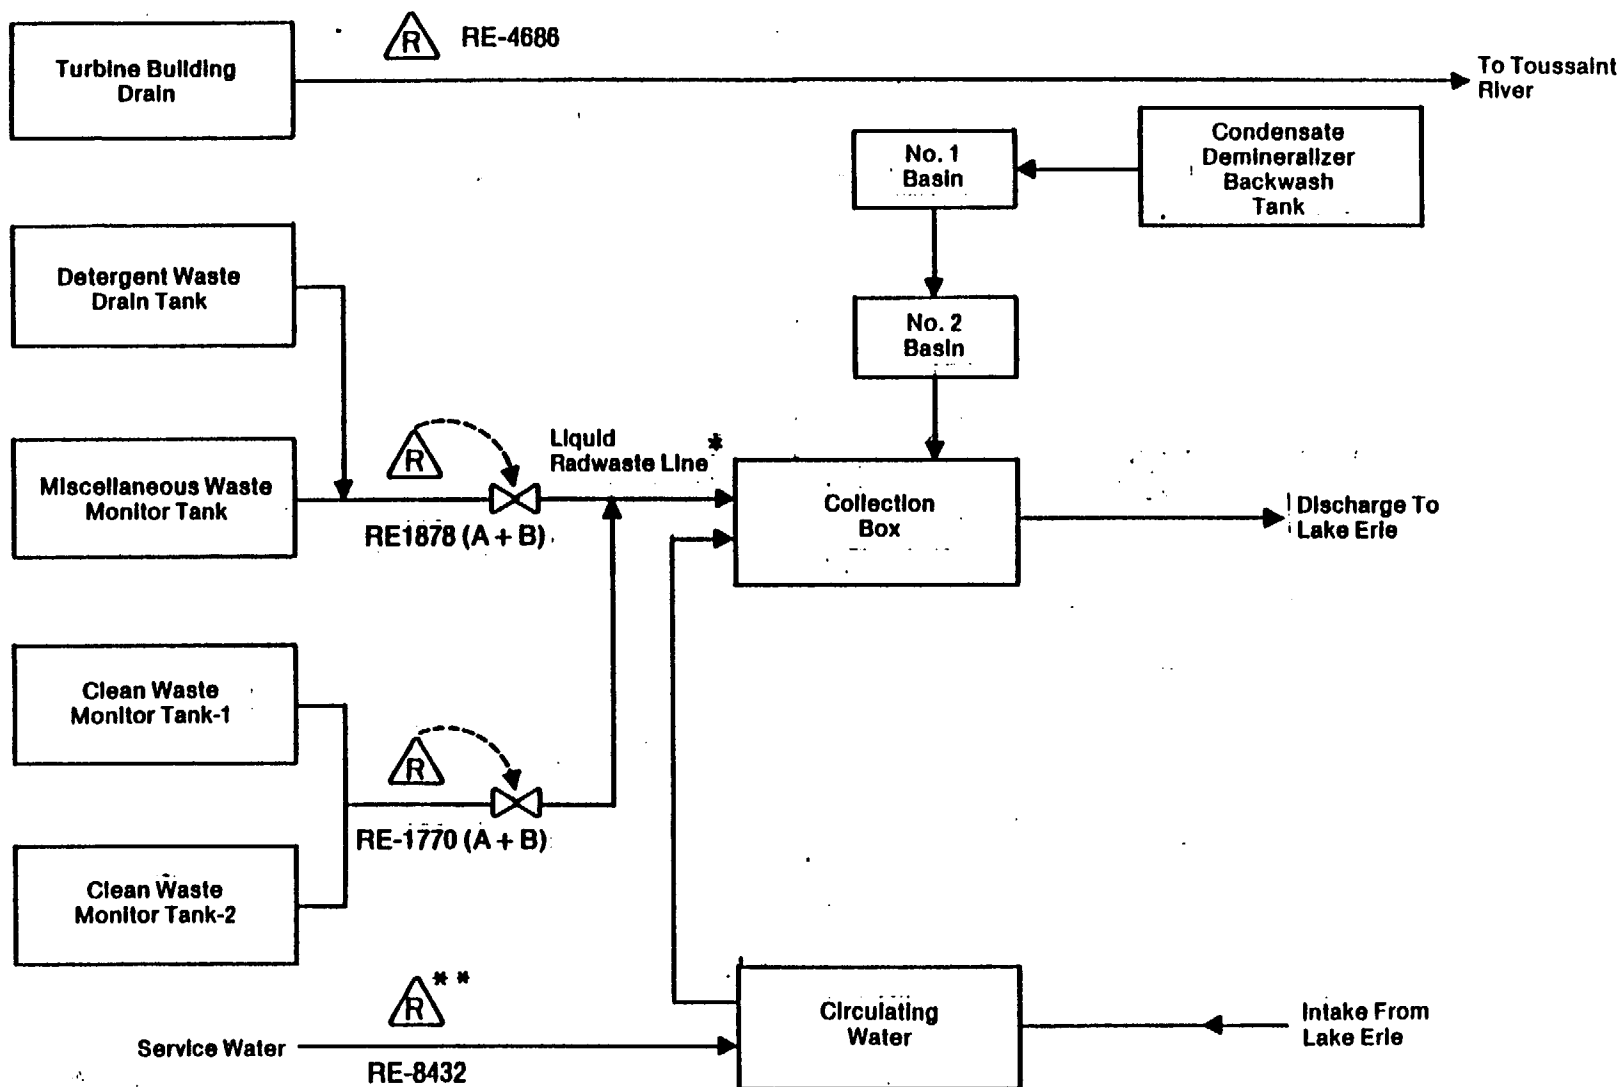 R RE-4686
Turbine Building
Drain
To Toussaint
River
No. 1
Basin
Condensate
Demineralizer
Backwash
Tank
Detergent Waste
Drain Tank
No. 2
Basin
R
Liquid
Radwaste Line*
Miscellaneous Waste
Monitor Tank
RE1878 (A + B)
Collection
Box
Discharge To
Lake Erie
Clean Waste
Monitor Tank-1
R
RE-1770 (A + B)
Clean Waste
Monitor Tank-2
R**
Service Water
RE-8432
Circulating
Water
Intake From
Lake Erie